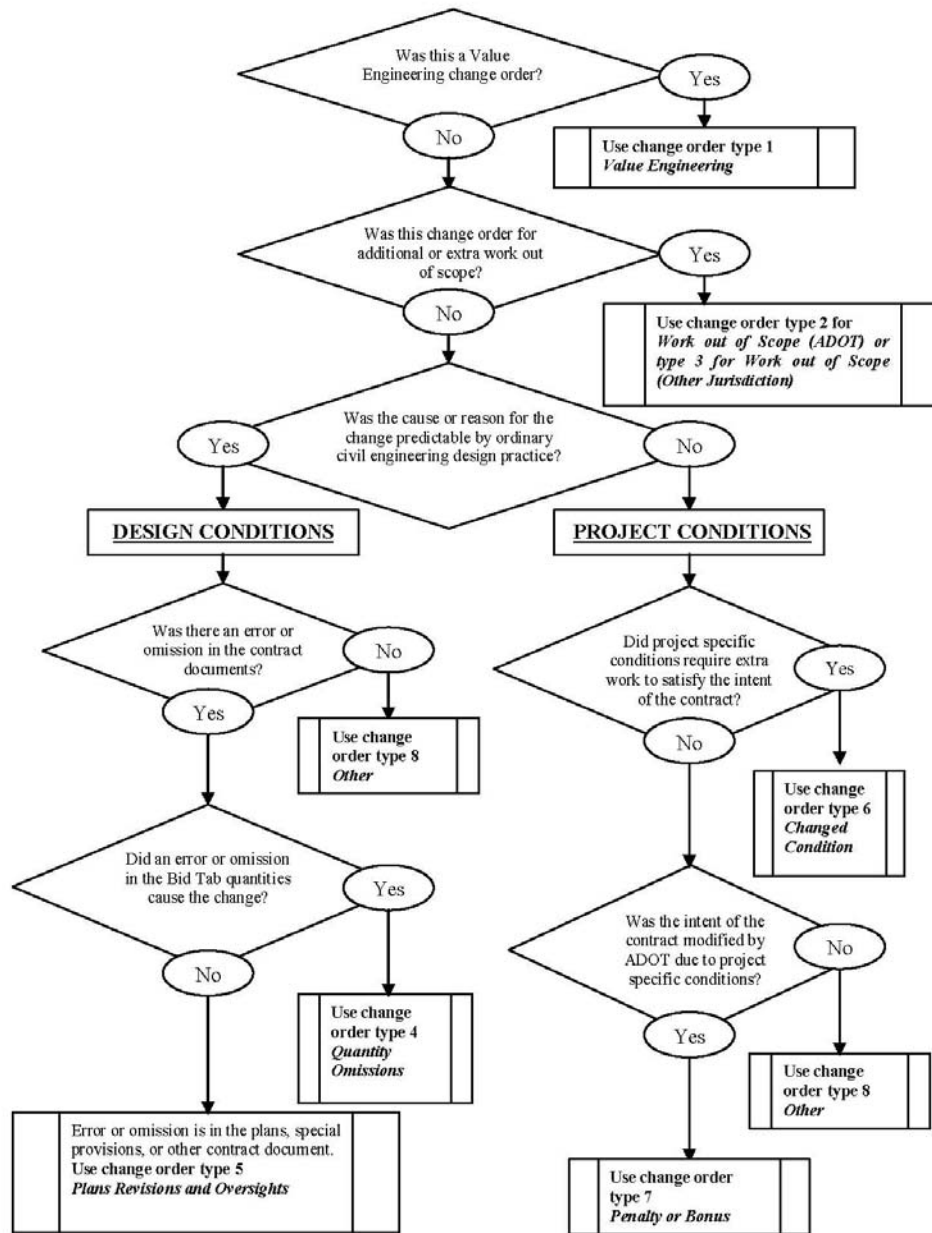 Was this a Value
Engineering change order?
Yes
No
Use change order type 1
Value Engineering
Was this change order for
additional or extra work out
of scope?
Yes
No
Use change order type 2 for
Work out of Scope (ADOT) or
type 3 for Work out of Scope
(Other Jurisdiction)
Was the cause or reason for the
change predictable by ordinary
civil engineering design practice?
Yes
No
DESIGN CONDITIONS
PROJECT CONDITIONS
Was there an error or
omission in the contract
documents?
No
Yes
Use change
order type 8
Other
Did project specific
conditions require extra
work to satisfy the intent
of the contract?
Yes
No
Use change
order type 6
Changed
Condition
Did an error or omission
in the Bid Tab quantities
cause the change?
Yes
No
Use change
order type 4
Quantity
Omissions
Was the intent of the
contract modified by
ADOT due to project
specific conditions?
No
Yes
Use change
order type 8
Other
Error or omission is in the plans, special
provisions, or other contract document.
Use change order type 5
Plans Revisions and Oversights
Use change order
type 7
Penalty or Bonus